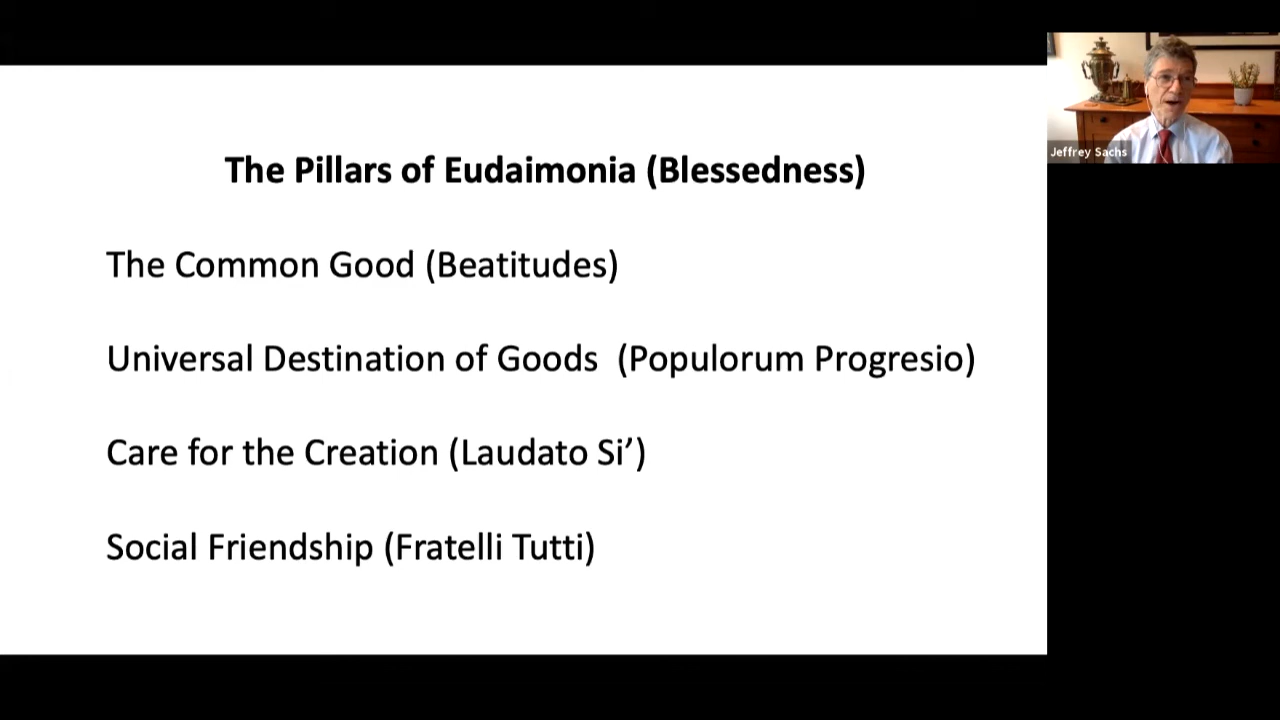 The Pillars of Eudaimonia (Blessedness)
The Common Good (Beatitudes)
Universal Destination of Goods (Populorum Progresio)
Care for the Creation (Laudato Si’)
Social Friendship (Fratelli Tutti)
Jeffrey Sachs